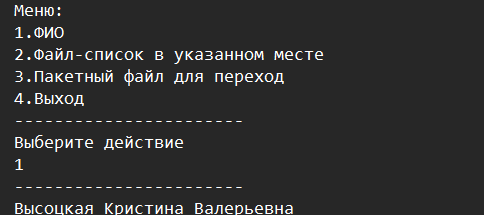 Меню:
1.ФИО
2.Файл-список в указанном месте
3.Пакетный файл для переход
4.Выход
-----------------------
Выберите действие
1
-----------------------
Высоцкая Кристина Валерьевна